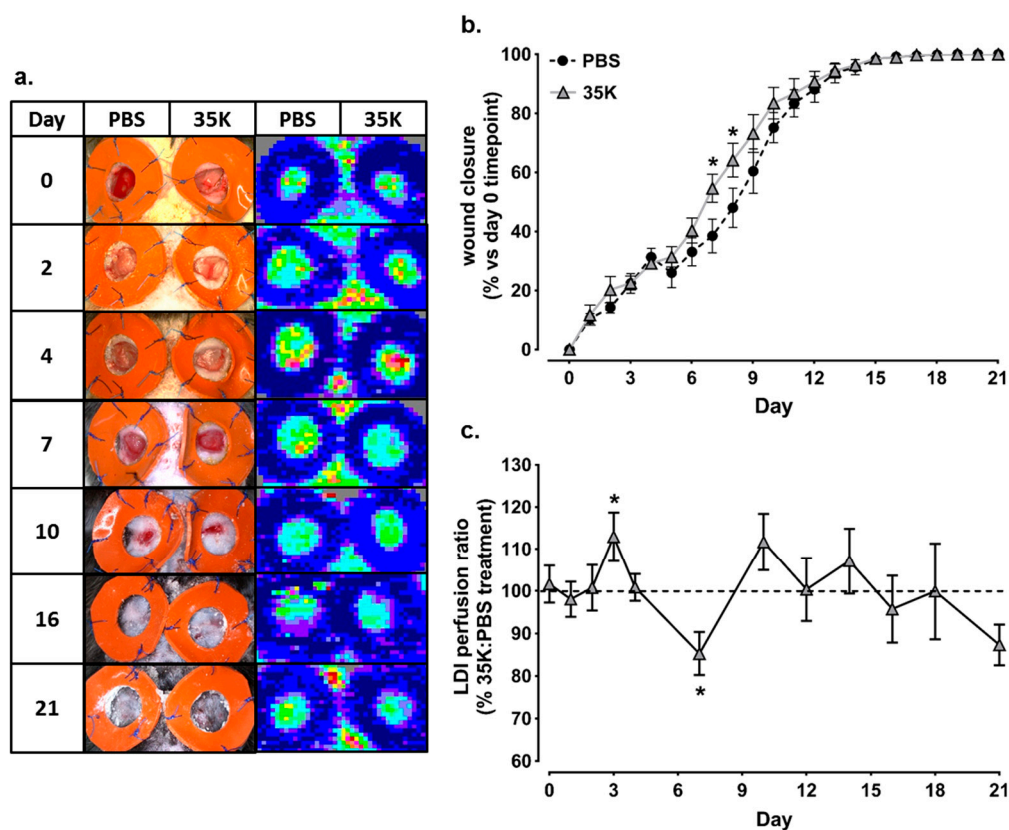 a.
Day PBS 35K PBS 35K
0
2
4
7
10
16
21
b.
PBS
35K
wound closure
(% vs day 0 timepoint)
100
80
60
40
20
0
* *
0 3 6 9 12 15 18 21
Day
c.
LDI perfusion ratio
(% 35K:PBS treatment)
130
120
110
100
90
80
70
60
*
*
0 3 6 9 12 15 18 21
Day